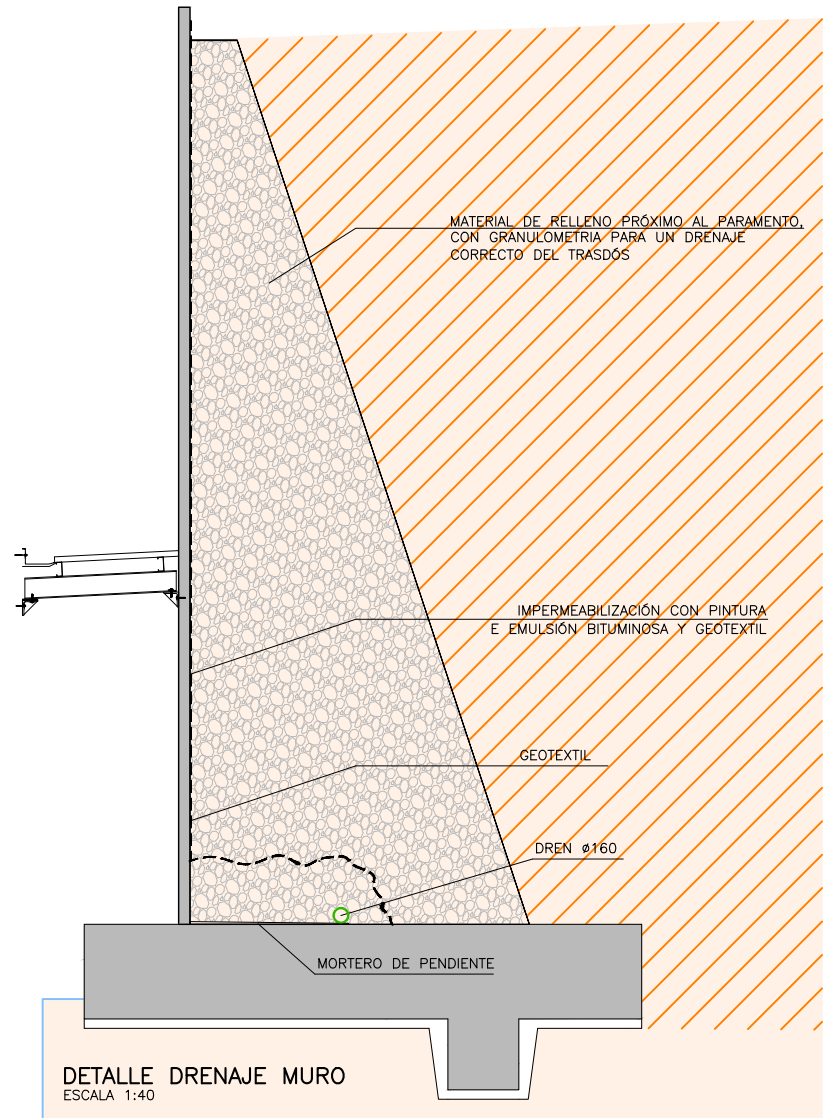 MATERIAL DE RELLENO PRÓXIMO AL PARAMENTO,
CON GRANULOMETRIA PARA UN DRENAJE
CORRECTO DEL TRASDÓS
IMPERMEABILIZACIÓN CON PINTURA
E EMULSIÓN BITUMINOSA Y GEOTEXTIL
GEOTEXTIL
DREN Ø160
MORTERO DE PENDIENTE
DETALLE DRENAJE MURO
ESCALA 1:40